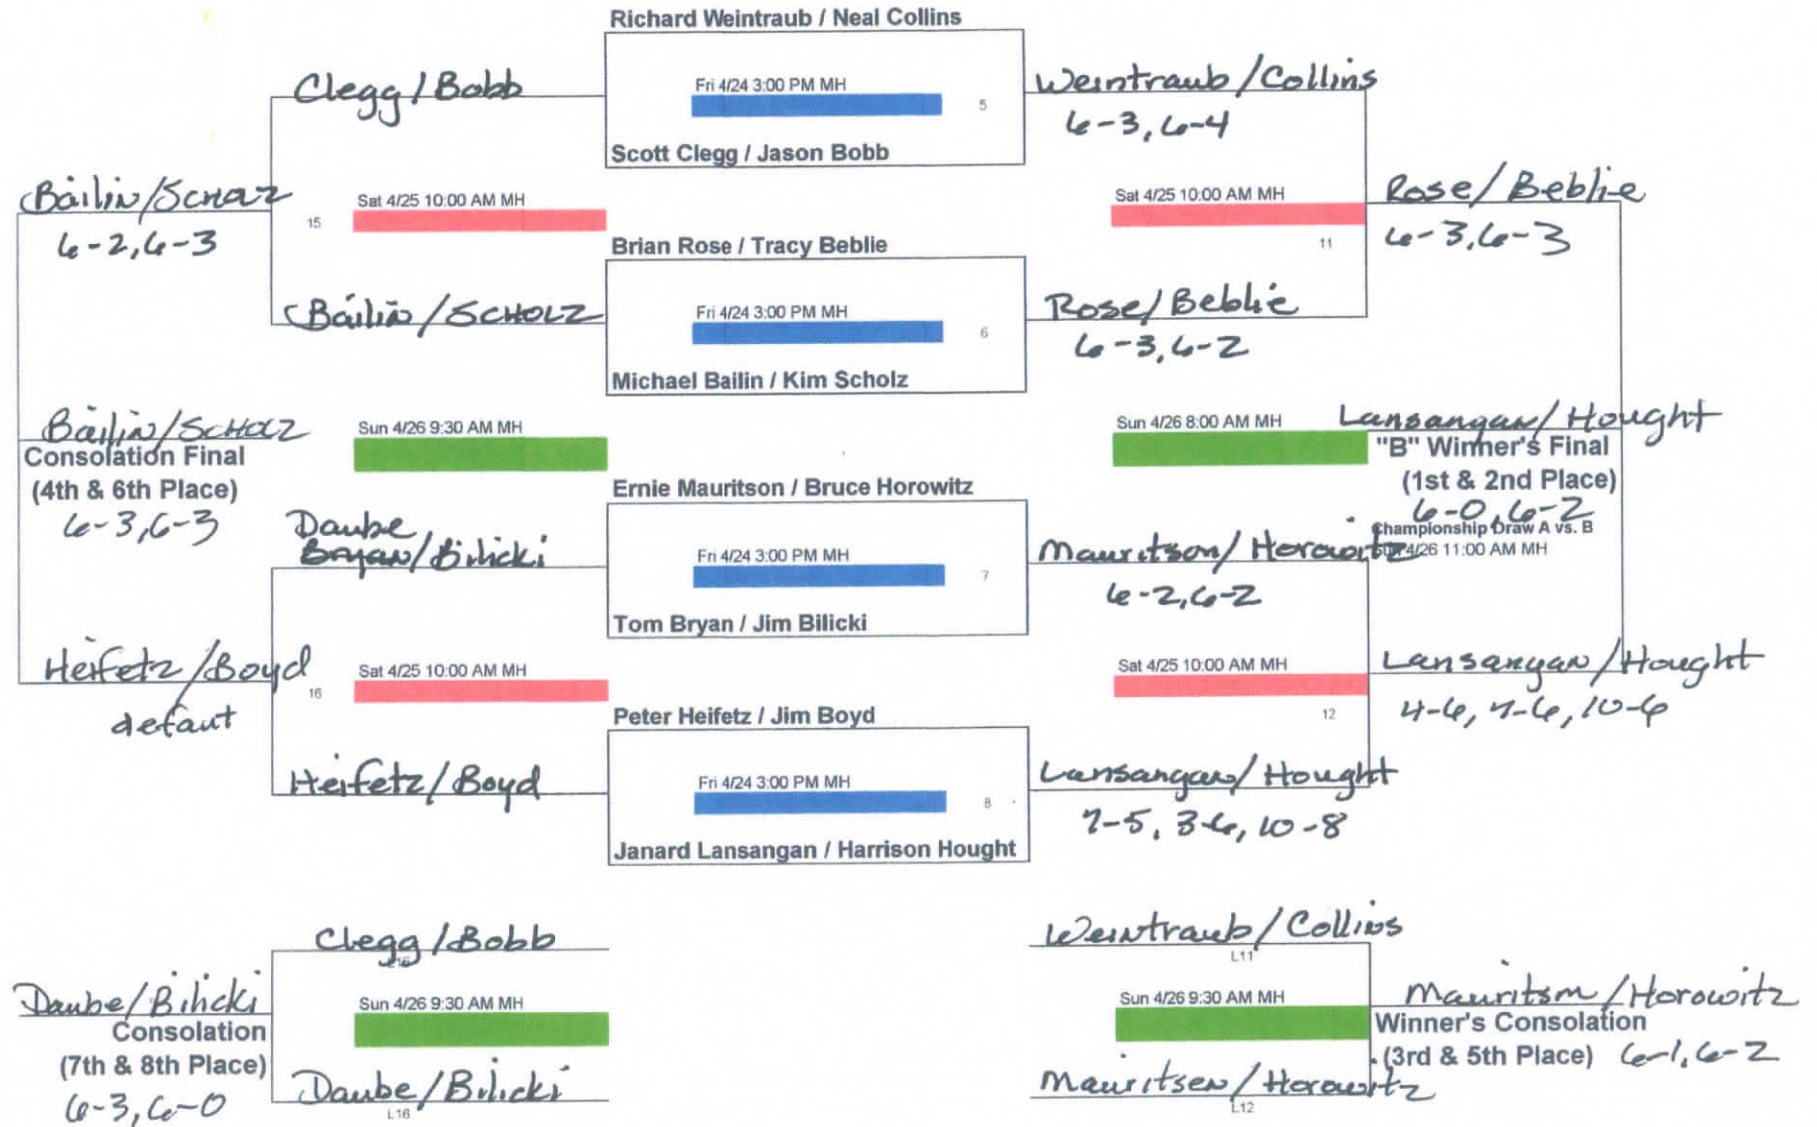 Richard Weintraub / Neal Collins
Clegg / Bobb
Fri 4/24 3:00 PM MH
5
Weintraub / Collins
6-3, 6-4
Scott Clegg / Jason Bobb
Bailin / Scholz
6-2, 6-3
15
Sat 4/25 10:00 AM MH
Sat 4/25 10:00 AM MH
11
Rose / Beblie
6-3, 6-3
Brian Rose / Tracy Beblie
Bailin / SCHOLZ
Fri 4/24 3:00 PM MH
6
Rose / Beblie
6-3, 6-2
Michael Bailin / Kim Scholz
Bailin / SCHOLZ
Consolation Final
(4th & 6th Place)
6-3, 6-3
Sun 4/26 9:30 AM MH
Sun 4/26 8:00 AM MH
Lansangan / Hought
"B" Winner's Final
(1st & 2nd Place)
6-0, 6-2
Championship Draw A vs. B
Sun 4/26 11:00 AM MH
Ernie Mauritson / Bruce Horowitz
Daube
Bryan / Bilicki
Fri 4/24 3:00 PM MH
7
Mauritson / Horowitz
6-2, 6-2
Tom Bryan / Jim Bilicki
Heifetz / Boyd
defaut
16
Sat 4/25 10:00 AM MH
Sat 4/25 10:00 AM MH
12
Lansangan / Hought
4-6, 7-6, 10-6
Peter Heifetz / Jim Boyd
Heifetz / Boyd
Fri 4/24 3:00 PM MH
8
Lansangan / Hought
7-5, 3-6, 10-8
Janard Lansangan / Harrison Hought
Clegg / Bobb
L15
Weintraub / Collins
L11
Daube / Bilicki
Consolation
(7th & 8th Place)
6-3, 6-0
Sun 4/26 9:30 AM MH
Sun 4/26 9:30 AM MH
Mauritson / Horowitz
Winner's Consolation
(3rd & 5th Place) 6-1, 6-2
Daube / Bilicki
L16
Mauritsen / Horowitz
L12